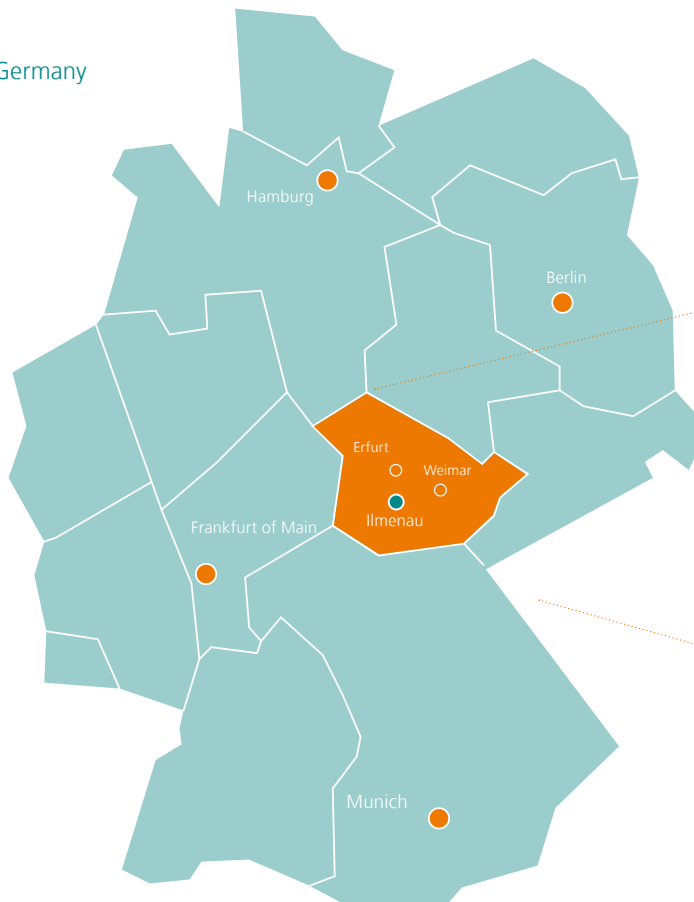 Germany
Hamburg
Berlin
Erfurt
Weimar
Ilmenau
Frankfurt of Main
Munich